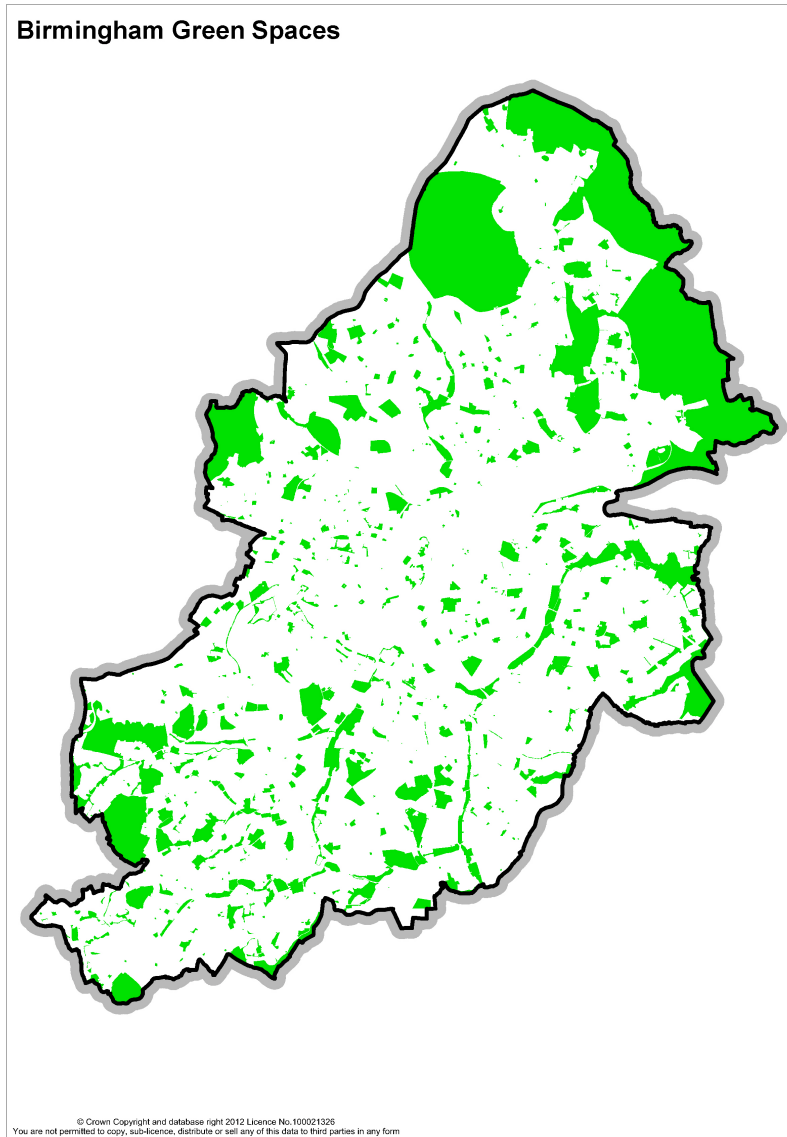 Birmingham Green Spaces
© Crown Copyright and database right 2012 Licence No.100021326
You are not permitted to copy, sub-licence, distribute or sell any of this data to third parties in any form